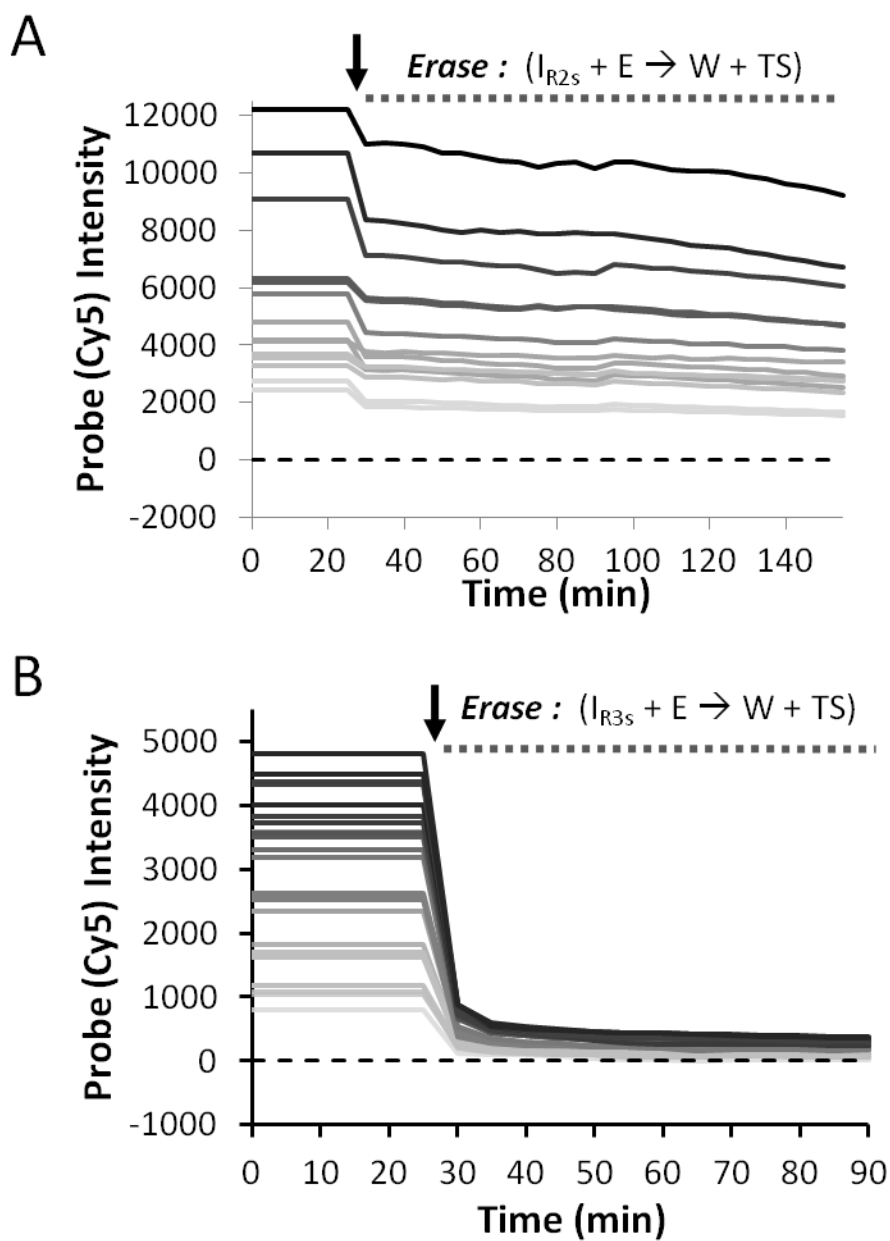 A
Erase : (I_R2s + E → W + TS)
12000
10000
8000
6000
4000
2000
0
-2000
Probe (Cy5) Intensity
0 20 40 60 80 100 120 140
Time (min)
B
Erase : (I_R3s + E → W + TS)
5000
4000
3000
2000
1000
0
-1000
Probe (Cy5) Intensity
0 10 20 30 40 50 60 70 80 90
Time (min)